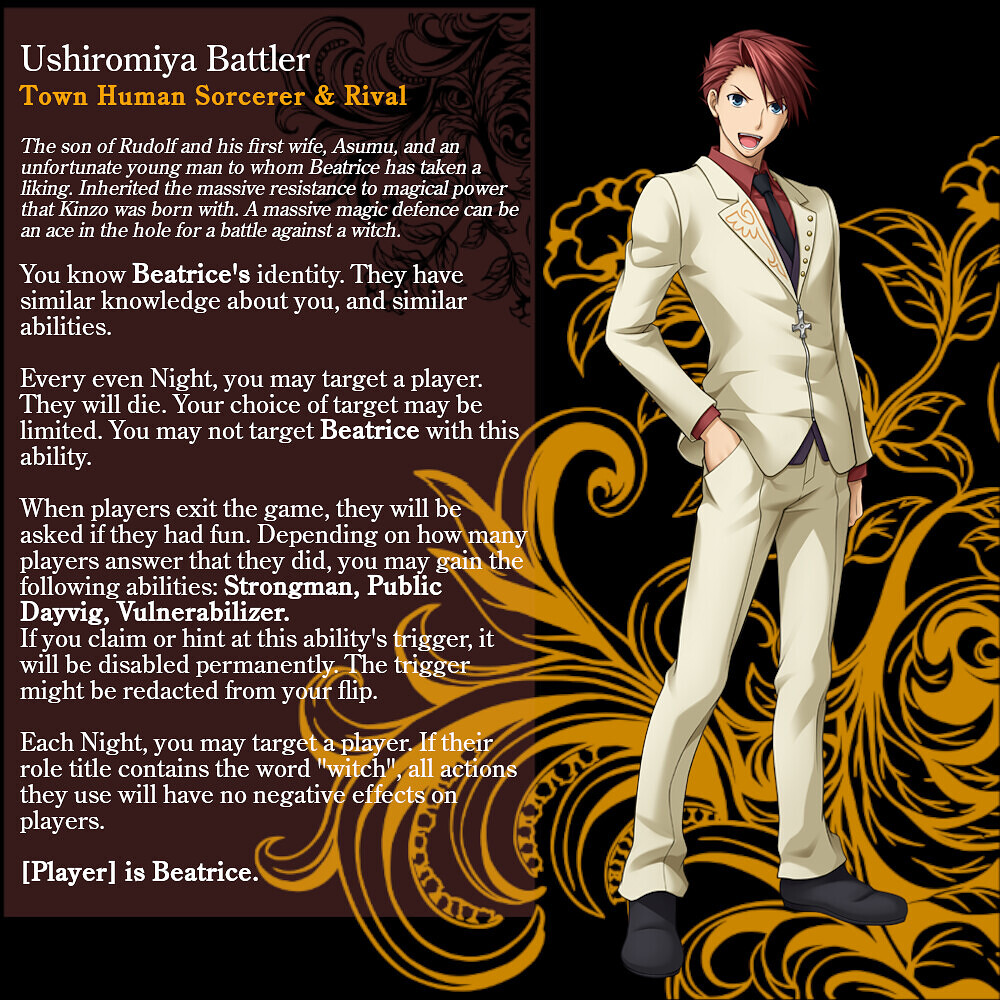 Ushiromiya Battler
Town Human Sorcerer & Rival
The son of Rudolf and his first wife, Asumu, and an
unfortunate young man to whom Beatrice has taken a
liking. Inherited the massive resistance to magical power
that Kinzo was born with. A massive magic defence can be
an ace in the hole for a battle against a witch.
You know Beatrice's identity. They have
similar knowledge about you, and similar
abilities.
Every even Night, you may target a player.
They will die. Your choice of target may be
limited. You may not target Beatrice with this
ability.
When players exit the game, they will be
asked if they had fun. Depending on how many
players answer that they did, you may gain the
following abilities: Strongman, Public
Dayvig, Vulnerabilizer.
If you claim or hint at this ability's trigger, it
will be disabled permanently. The trigger
might be redacted from your flip.
Each Night, you may target a player. If their
role title contains the word "witch", all actions
they use will have no negative effects on
players.
[Player] is Beatrice.